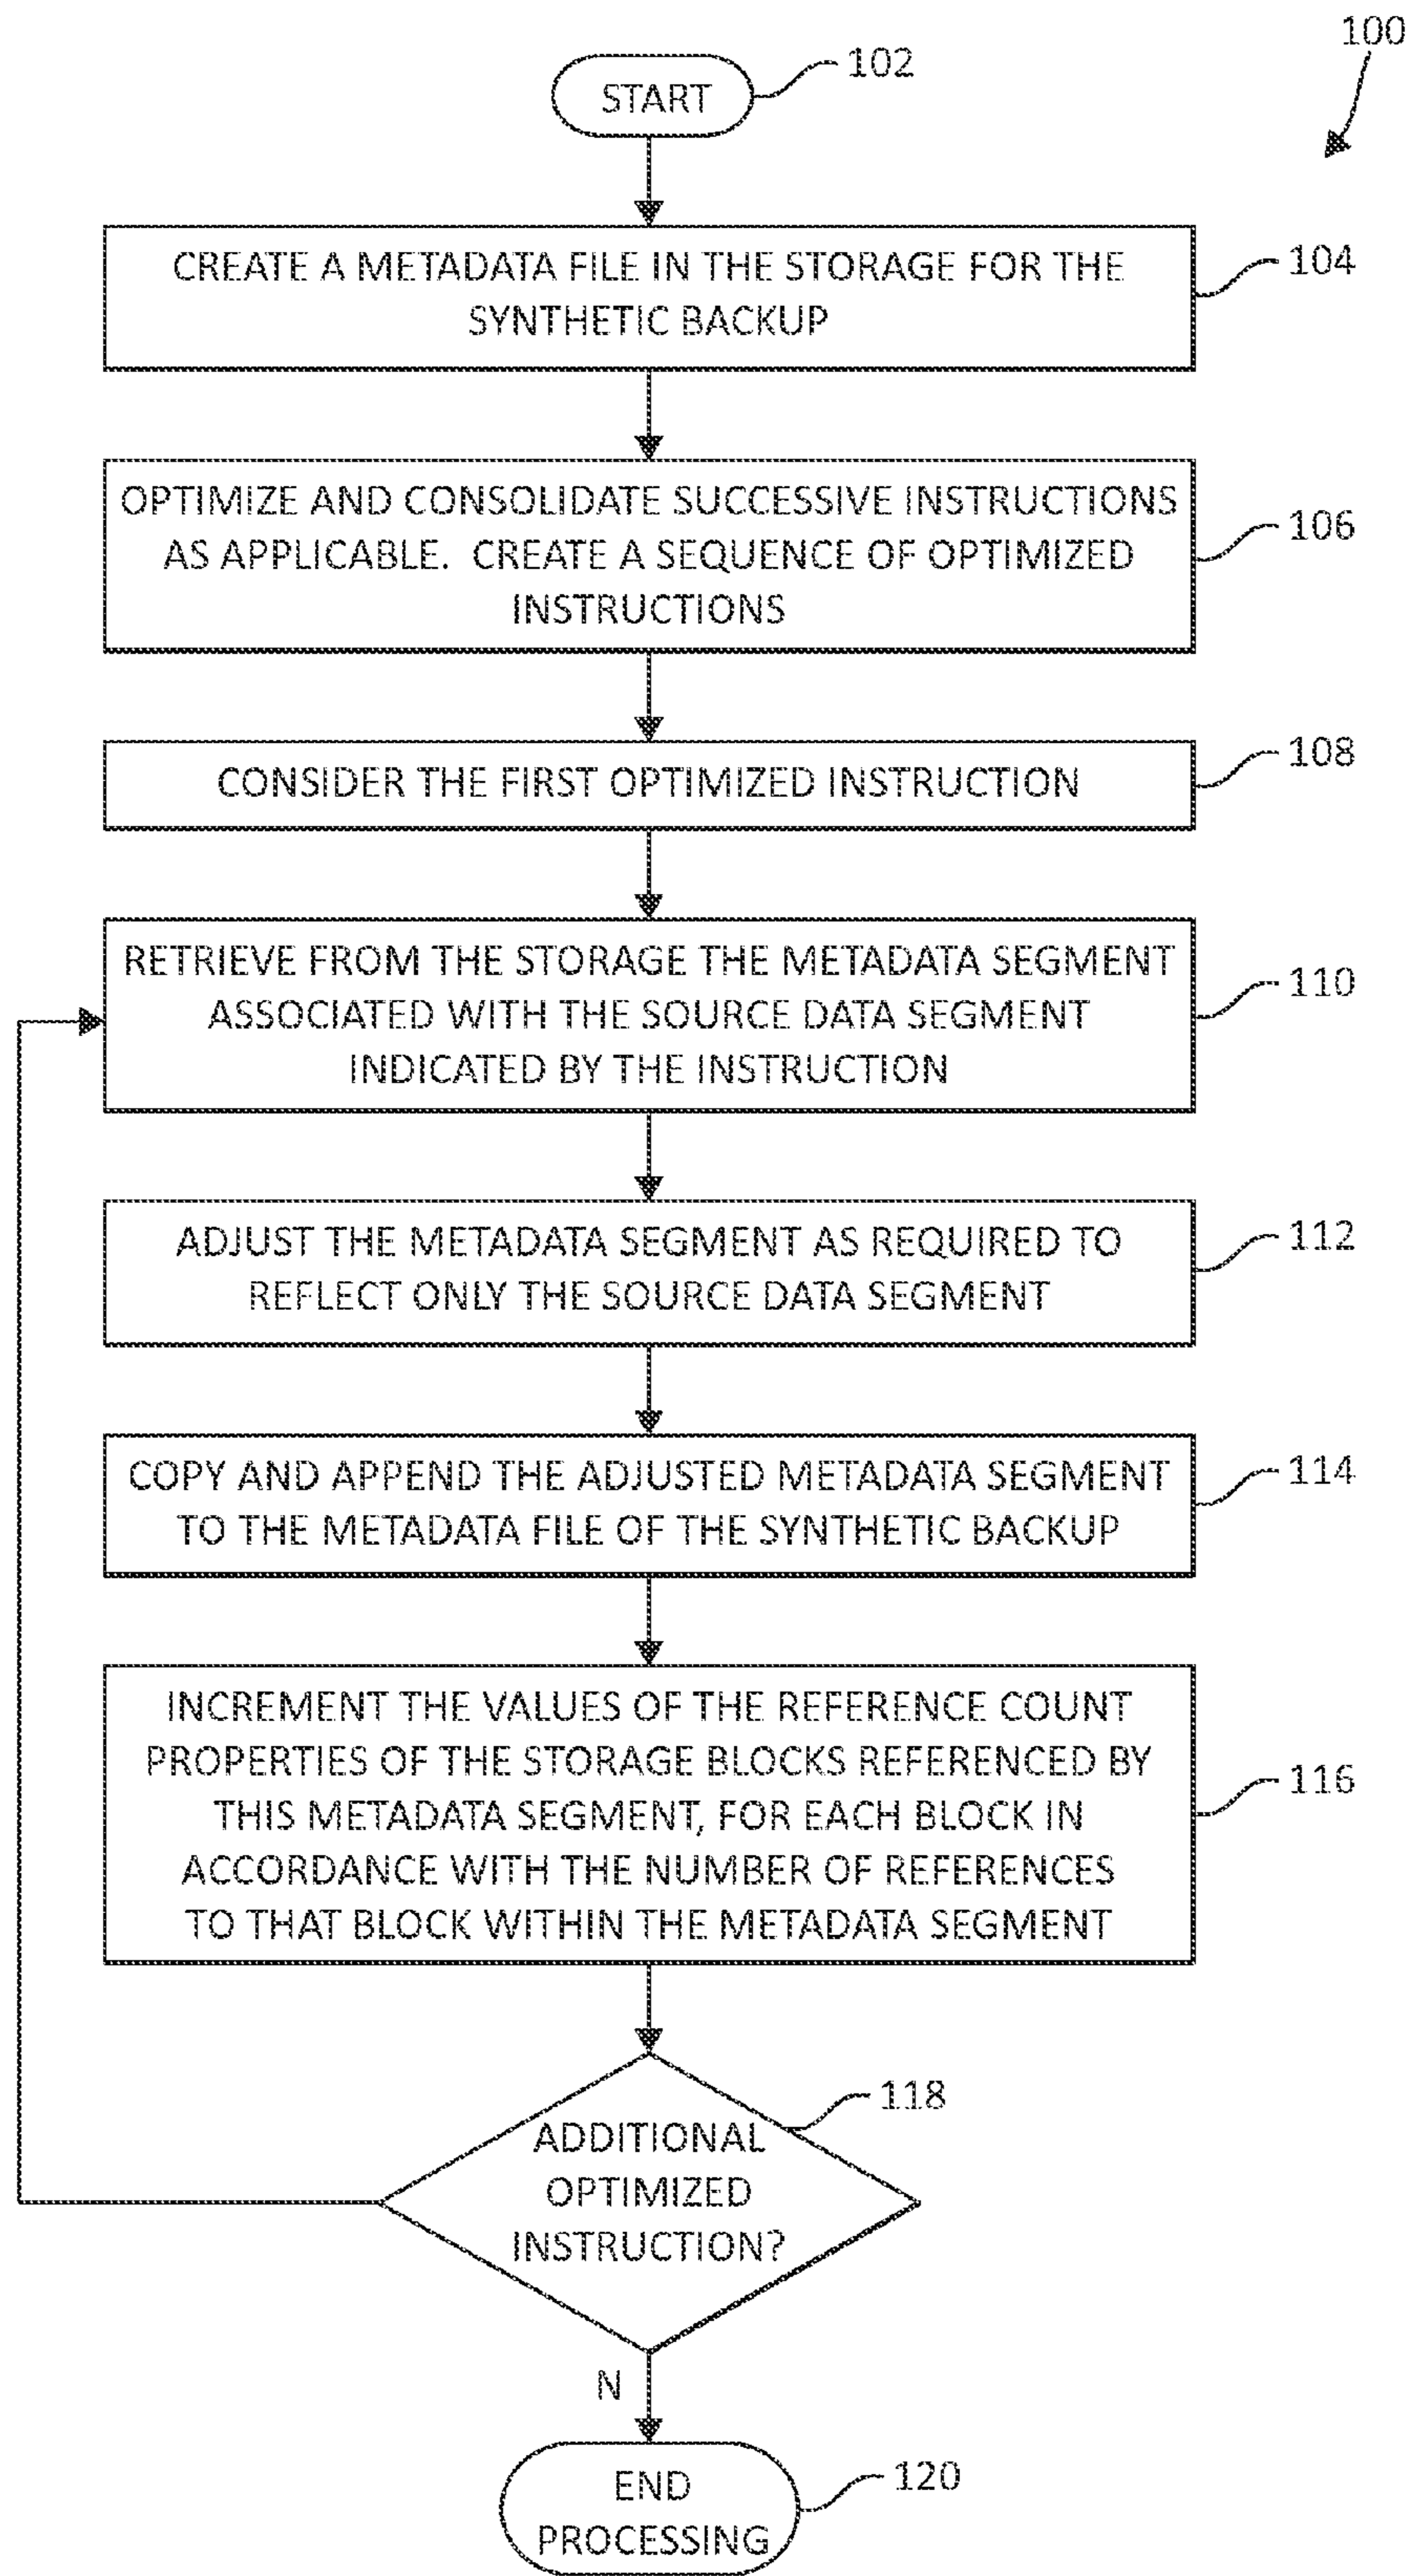 100
START
102
CREATE A METADATA FILE IN THE STORAGE FOR THE
SYNTHETIC BACKUP
104
OPTIMIZE AND CONSOLIDATE SUCCESSIVE INSTRUCTIONS
AS APPLICABLE. CREATE A SEQUENCE OF OPTIMIZED
INSTRUCTIONS
106
CONSIDER THE FIRST OPTIMIZED INSTRUCTION
108
RETRIEVE FROM THE STORAGE THE METADATA SEGMENT
ASSOCIATED WITH THE SOURCE DATA SEGMENT
INDICATED BY THE INSTRUCTION
110
ADJUST THE METADATA SEGMENT AS REQUIRED TO
REFLECT ONLY THE SOURCE DATA SEGMENT
112
COPY AND APPEND THE ADJUSTED METADATA SEGMENT
TO THE METADATA FILE OF THE SYNTHETIC BACKUP
114
INCREMENT THE VALUES OF THE REFERENCE COUNT
PROPERTIES OF THE STORAGE BLOCKS REFERENCED BY
THIS METADATA SEGMENT, FOR EACH BLOCK IN
ACCORDANCE WITH THE NUMBER OF REFERENCES
TO THAT BLOCK WITHIN THE METADATA SEGMENT
116
ADDITIONAL
OPTIMIZED
INSTRUCTION?
118
N
END
PROCESSING
120